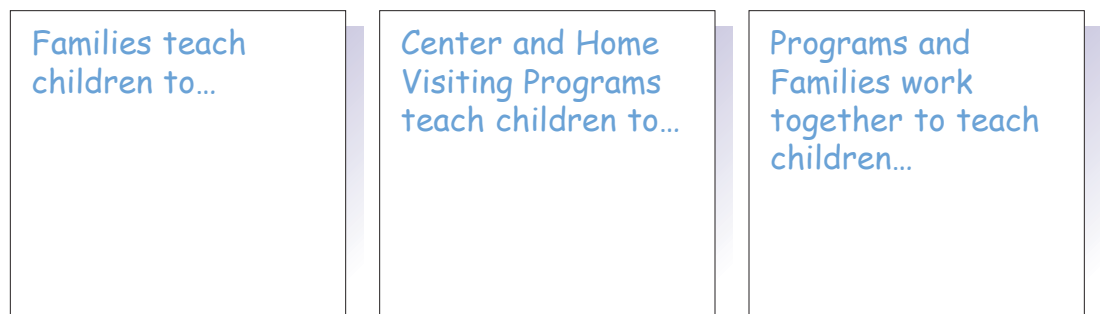 Families teach
children to…
Center and Home
Visiting Programs
teach children to…
Programs and
Families work
together to teach
children…